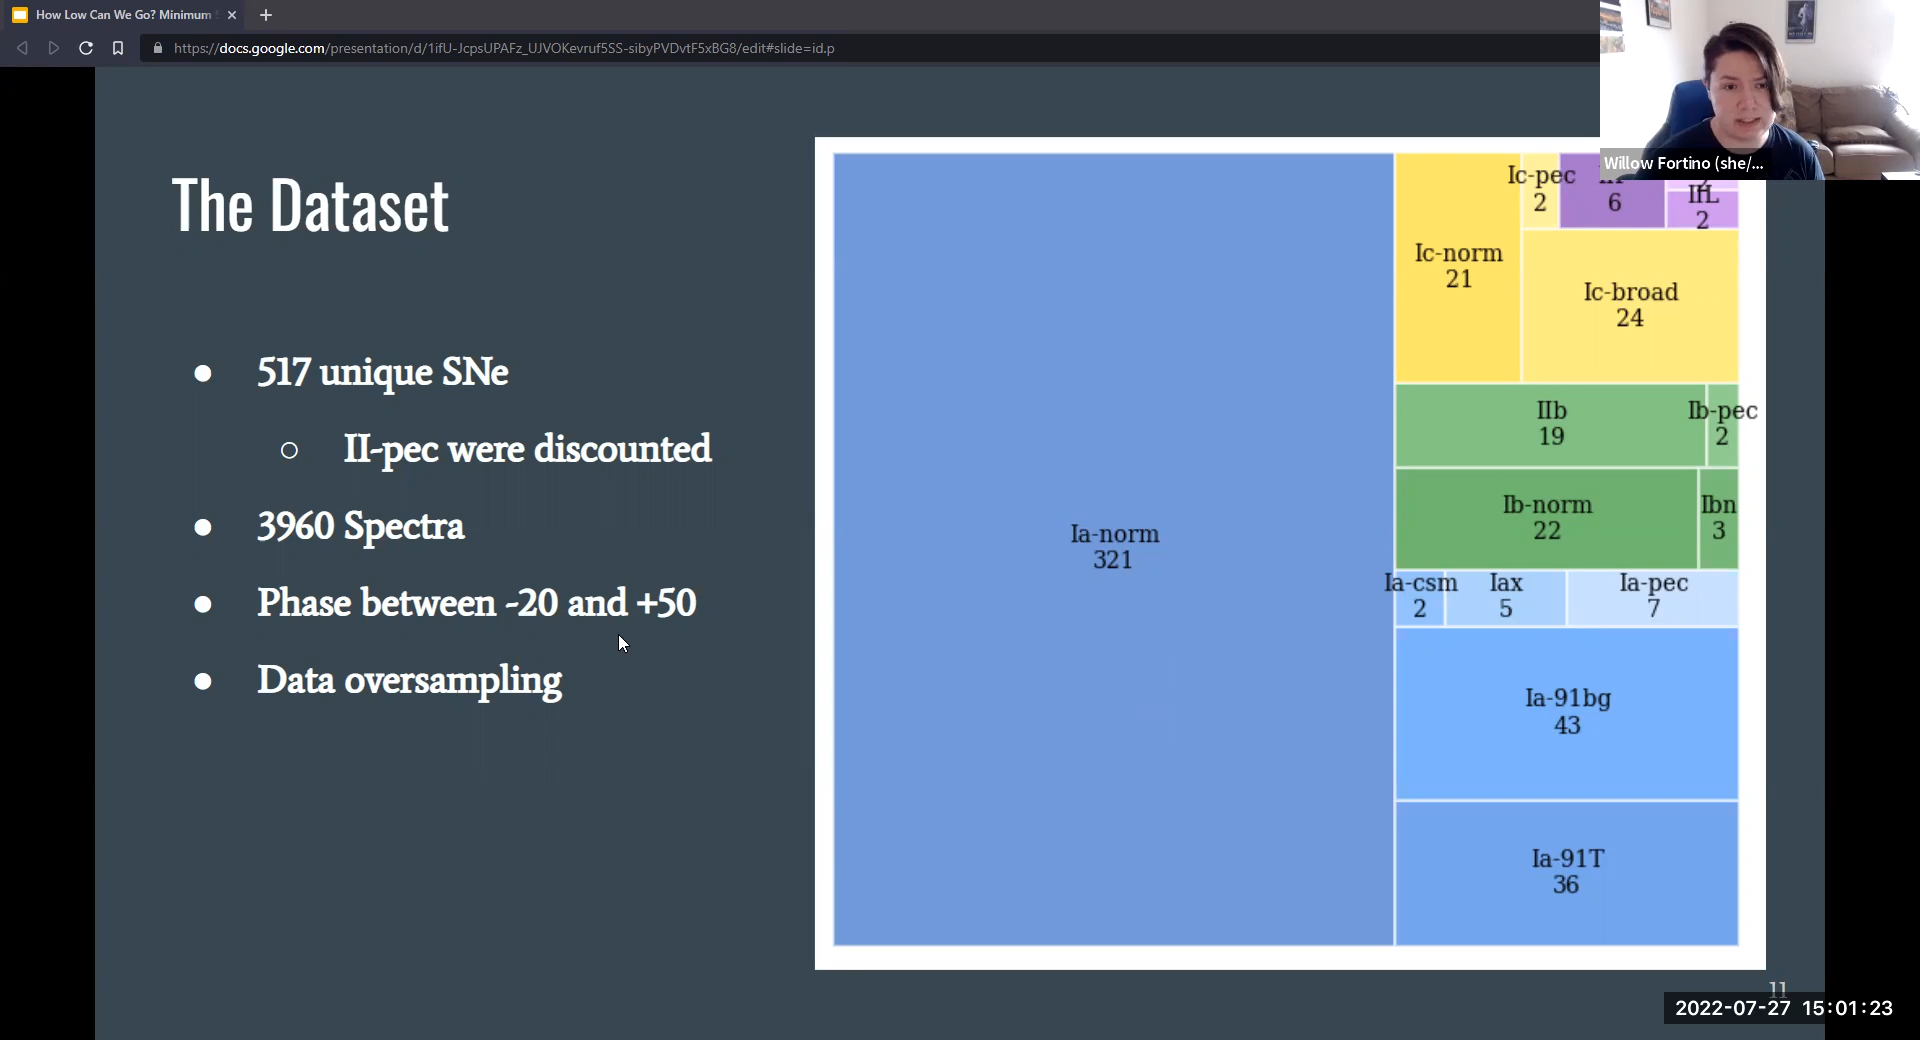 How Low Can We Go? Minimum
https://docs.google.com/presentation/d/1ifU-JcpsUPAFz_UJVOKevruf5SS-sibyPVDvtF5xBG8/edit#slide=id.p
Willow Fortino (she/...
The Dataset
517 unique SNe
II-pec were discounted
3960 Spectra
Phase between -20 and +50
Data oversampling
Ia-norm
321
Ic-norm
21
Ic-pec
2
6
IIL
2
Ic-broad
24
IIb
19
Ib-pec
2
Ib-norm
22
Ibn
3
Ia-csm
2
Iax
5
Ia-pec
7
Ia-91bg
43
Ia-91T
36
11
2022-07-27 15:01:23